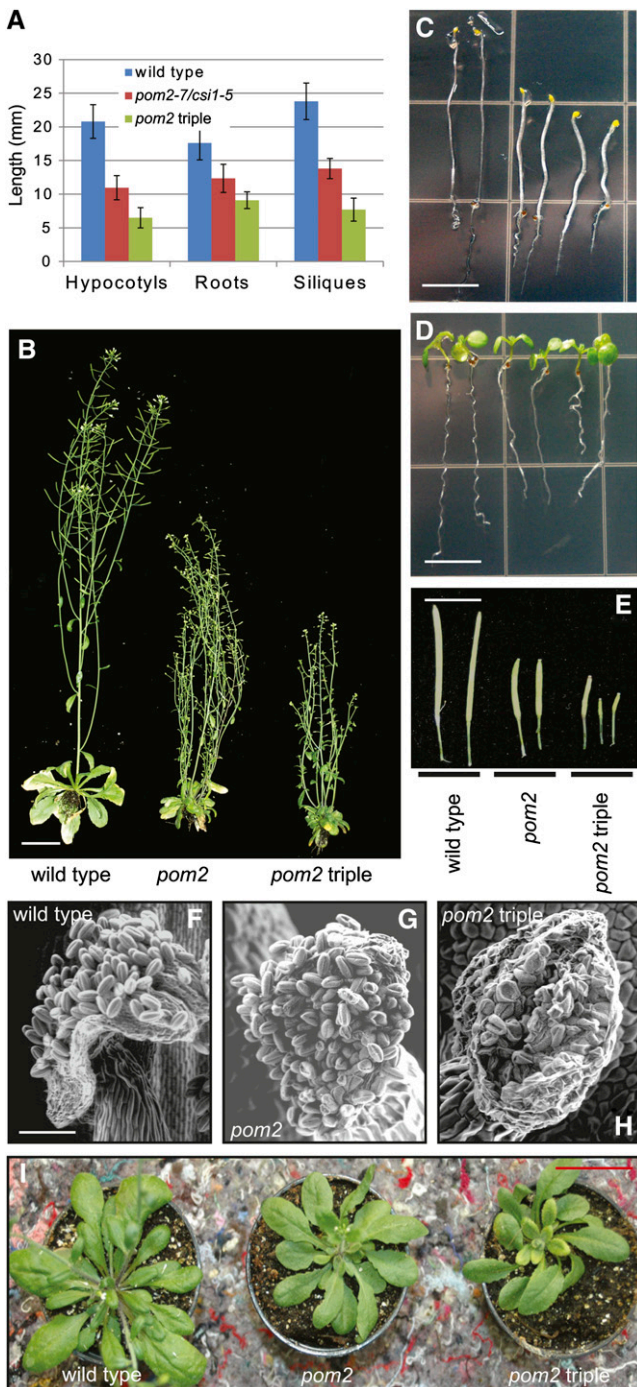 A
wild type
pom2-7/csi1-5
pom2 triple
Length (mm)
30
25
20
15
10
5
0
Hypocotyls Roots Siliques
B
wild type pom2 pom2 triple
C
D
E
wild type
pom2
pom2 triple
wild type F
G
pom2
pom2 triple
H
I
wild type pom2 pom2 triple